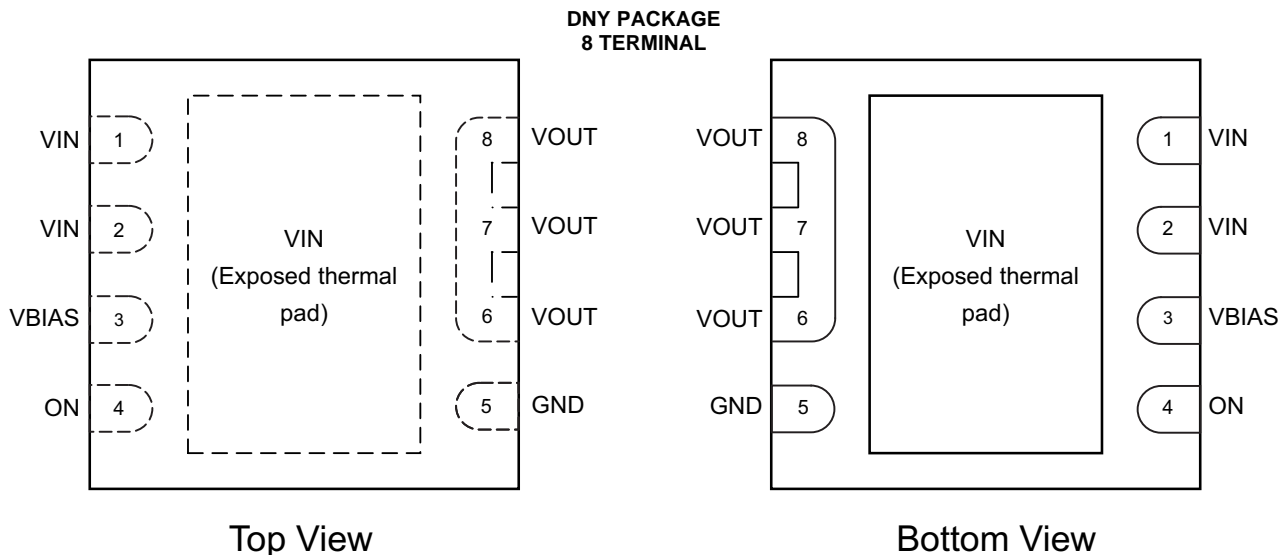 DNY PACKAGE
8 TERMINAL
VIN 1
VIN 2
VBIAS 3
ON 4
VIN
(Exposed thermal
pad)
8 VOUT
7 VOUT
6 VOUT
5 GND
Top View
VOUT 8
VOUT 7
VOUT 6
GND 5
VIN
(Exposed thermal
pad)
1 VIN
2 VIN
3 VBIAS
4 ON
Bottom View